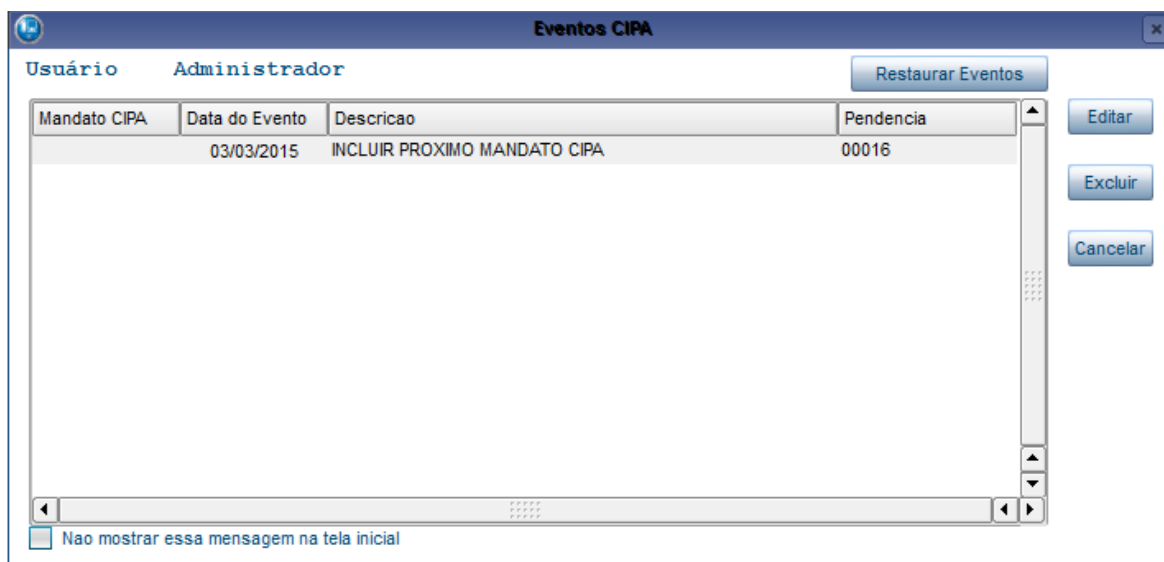 Eventos CIPA
Usuário Administrador
Restaurar Eventos
Mandato CIPA Data do Evento Descricao Pendencia
03/03/2015 INCLUIR PROXIMO MANDATO CIPA 00016
Editar
Excluir
Cancelar
Nao mostrar essa mensagem na tela inicial